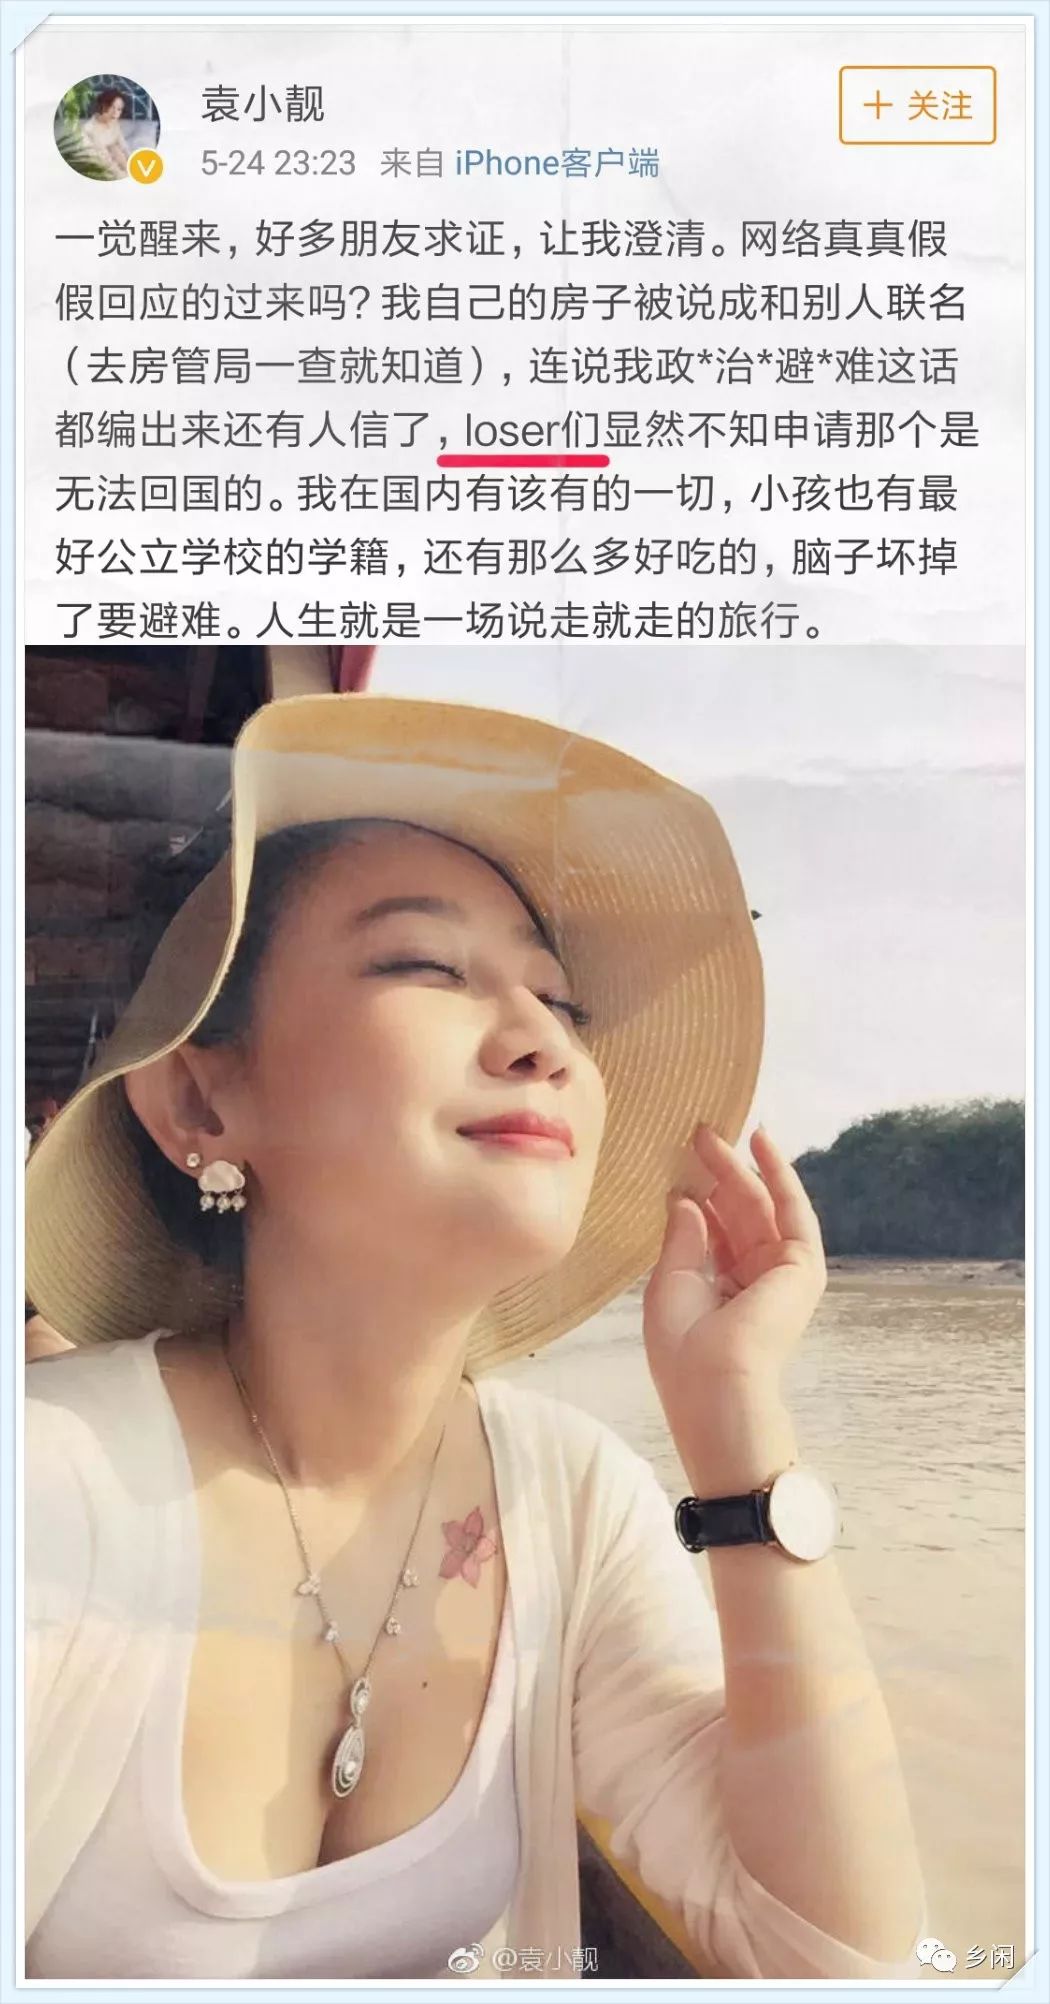 袁小靓
+ 关注
5-24 23:23 来自 iPhone客户端
一觉醒来，好多朋友求证，让我澄清。网络真真假
假回应的过来吗？我自己的房子被说成和别人联名
（去房管局一查就知道），连说我政*治*避*难这话
都编出来还有人信了，loser们显然不知申请那个是
无法回国的。我在国内有该有的一切，小孩也有最
好公立学校的学籍，还有那么多好吃的，脑子坏掉
了要避难。人生就是一场说走就走的旅行。
@袁小靓
乡闲